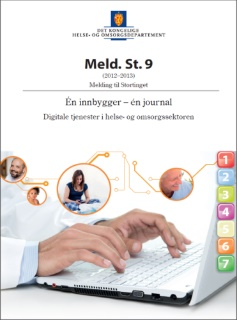 DET KONGELIGE
HELSE- OG OMSORGSDEPARTEMENT
Meld. St. 9
(2012–2013)
Melding til Stortinget
Én innbygger – én journal
Digitale tjenester i helse- og omsorgssektoren
1
2
3
4
5
6
7